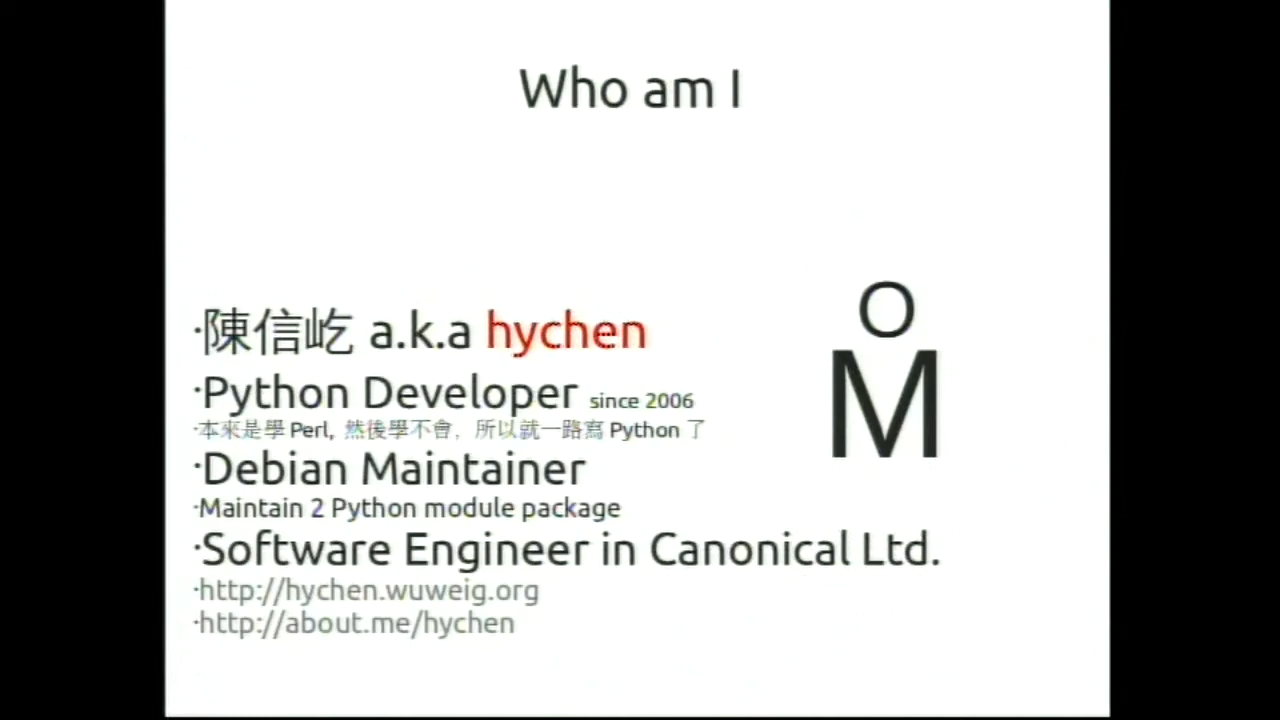 Who am I
·陳信屹 a.k.a hychen
·Python Developer since 2006
·本來是學 Perl, 然後學不會, 所以就一路寫 Python 了
·Debian Maintainer
·Maintain 2 Python module package
·Software Engineer in Canonical Ltd.
·http://hychen.wuweig.org
·http://about.me/hychen
O
M